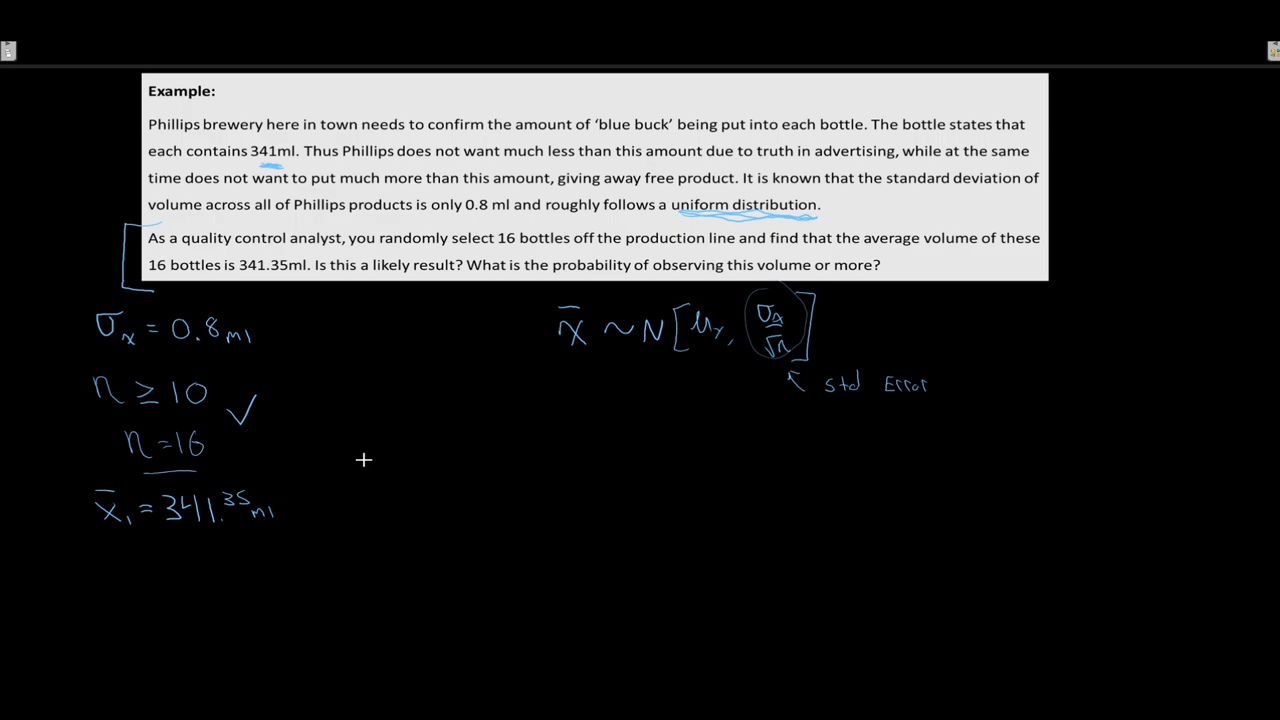 Example:
Phillips brewery here in town needs to confirm the amount of ‘blue buck’ being put into each bottle. The bottle states that
each contains 341ml. Thus Phillips does not want much less than this amount due to truth in advertising, while at the same
time does not want to put much more than this amount, giving away free product. It is known that the standard deviation of
volume across all of Phillips products is only 0.8 ml and roughly follows a uniform distribution.
As a quality control analyst, you randomly select 16 bottles off the production line and find that the average volume of these
16 bottles is 341.35ml. Is this a likely result? What is the probability of observing this volume or more?
σx = 0.8 ml
x̄ ~ N [μx, σx/√n]
std Error
n ≥ 10 ✓
n = 16
x̄₁ = 341.35 ml